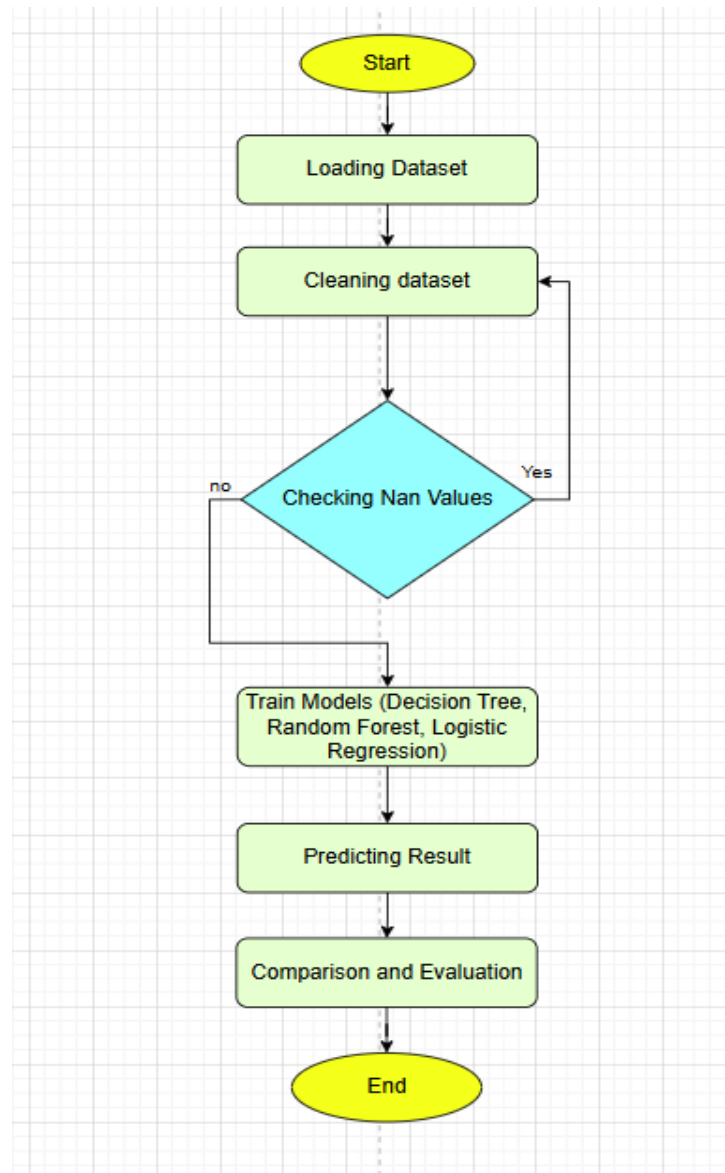 Start
Loading Dataset
Cleaning dataset
Yes
no
Checking Nan Values
Train Models (Decision Tree,
Random Forest, Logistic
Regression)
Predicting Result
Comparison and Evaluation
End